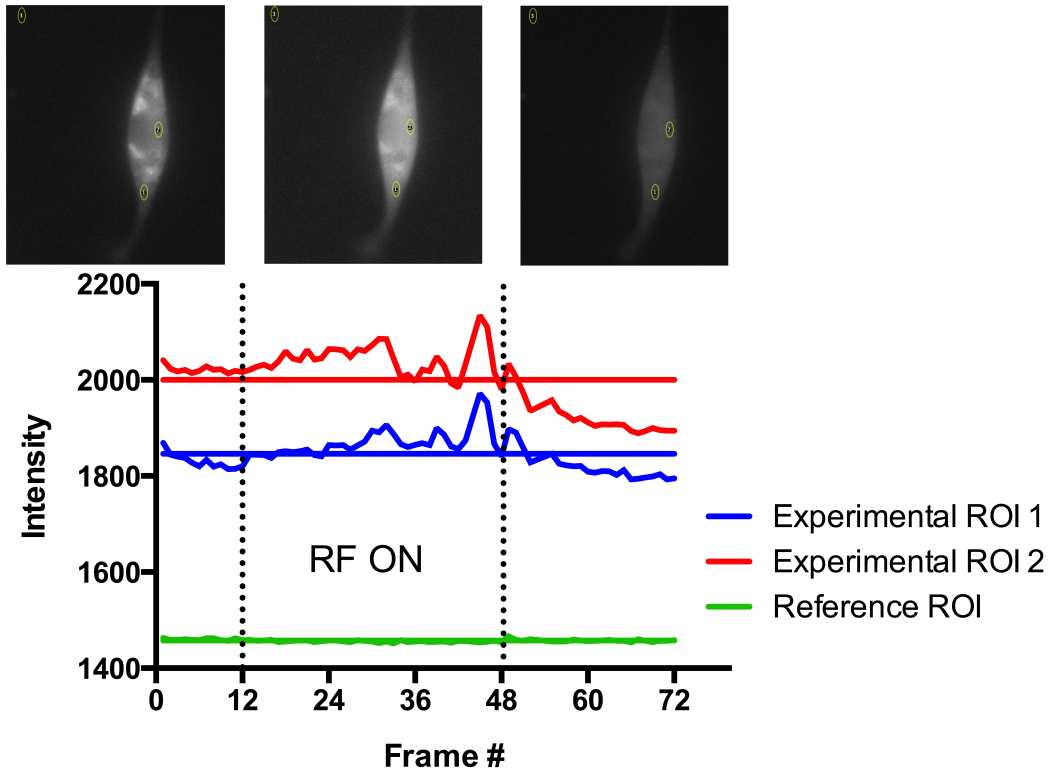 2200
2000
1800
1600
1400
Intensity
RF ON
0 12 24 36 48 60 72
Frame #
Experimental ROI 1
Experimental ROI 2
Reference ROI